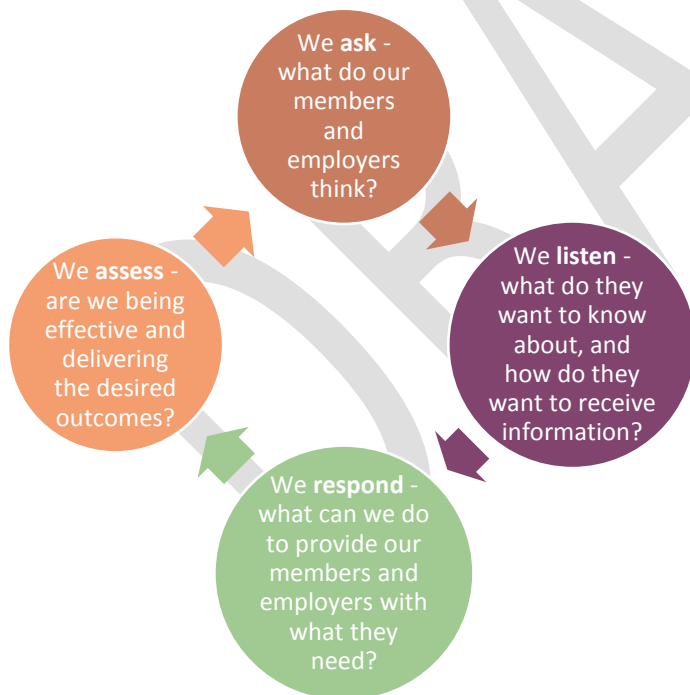 We ask -
what do our
members
and
employers
think?
We listen -
what do they
want to know
about, and
how do they
want to receive
information?
We respond -
what can we do
to provide our
members and
employers with
what they
need?
We assess -
are we being
effective and
delivering
the desired
outcomes?